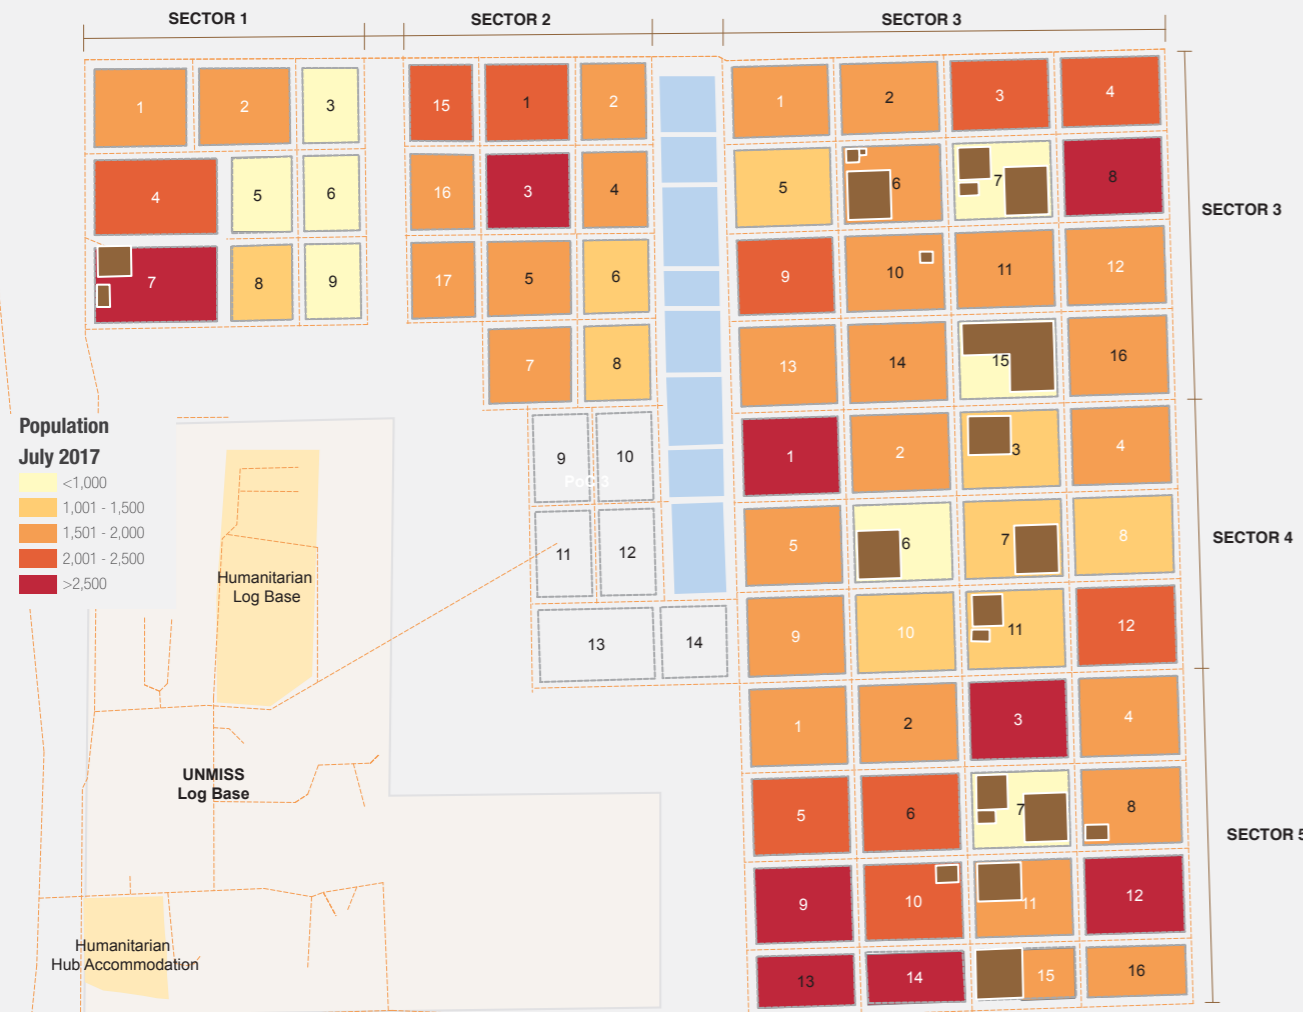 SECTOR 1
SECTOR 2
SECTOR 3
1 2 3
15 1 2
1 2 3 4
4 5 6
16 3 4
5 6 7 8
SECTOR 3
7 8 9
17 5 6
9 10 11 12
7 8
13 14 15 16
Population
July 2017
<1,000
1,001 - 1,500
1,501 - 2,000
2,001 - 2,500
>2,500
9 10
PoC 3
1 2 3 4
11 12
5 6 7 8
SECTOR 4
Humanitarian
Log Base
13 14
9 10 11 12
1 2 3 4
UNMISS
Log Base
5 6 7 8
SECTOR 5
9 10 11 12
Humanitarian
Hub Accommodation
13 14 15 16